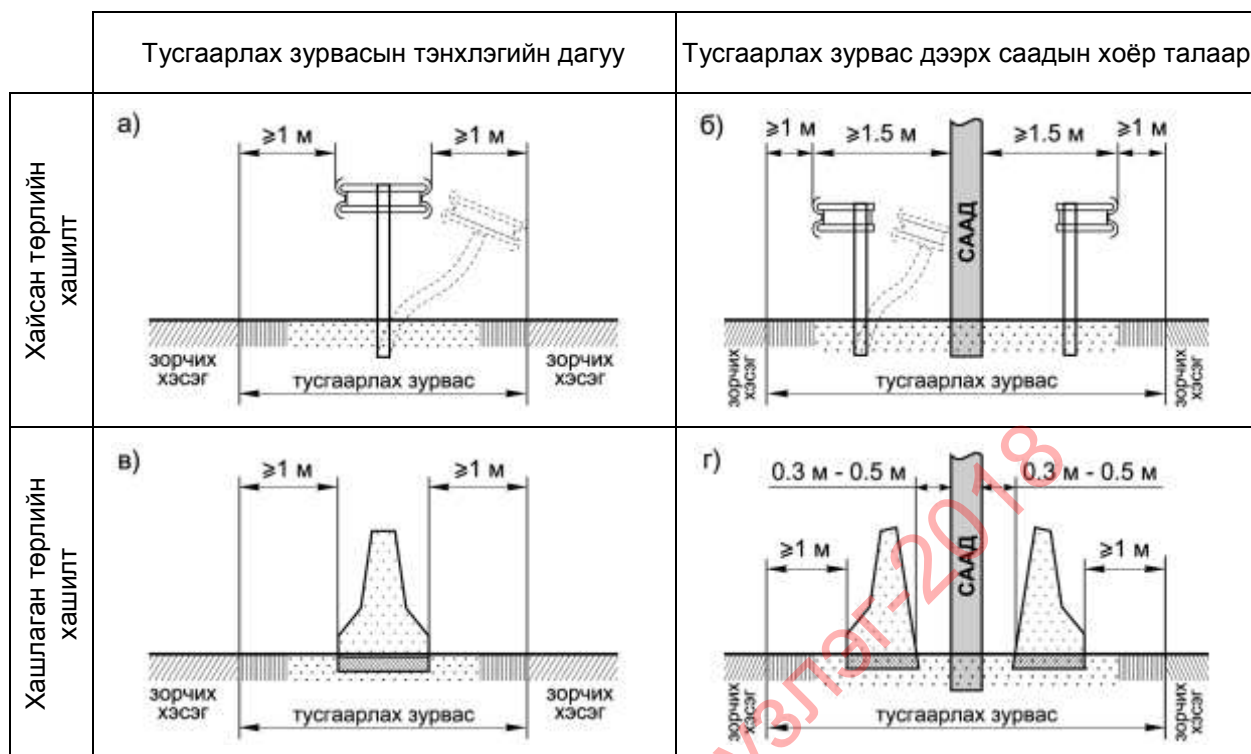 Тусгаарлах зурвасын тэнхлэгийн дагуу
Тусгаарлах зурвас дээрх саадын хоёр талаар
Хайсан төрлийн
хашилт
а)
≥1 м
≥1 м
зорчих
хэсэг
зорчих
хэсэг
тусгаарлах зурвас
б)
≥1 м
≥1.5 м
≥1.5 м
≥1 м
СААД
зорчих
хэсэг
зорчих
хэсэг
тусгаарлах зурвас
Хашлаган төрлийн
хашилт
в)
≥1 м
≥1 м
зорчих
хэсэг
зорчих
хэсэг
тусгаарлах зурвас
г)
0.3 м - 0.5 м
0.3 м - 0.5 м
≥1 м
≥1 м
СААД
зорчих
хэсэг
зорчих
хэсэг
тусгаарлах зурвас
үзлэг-2018